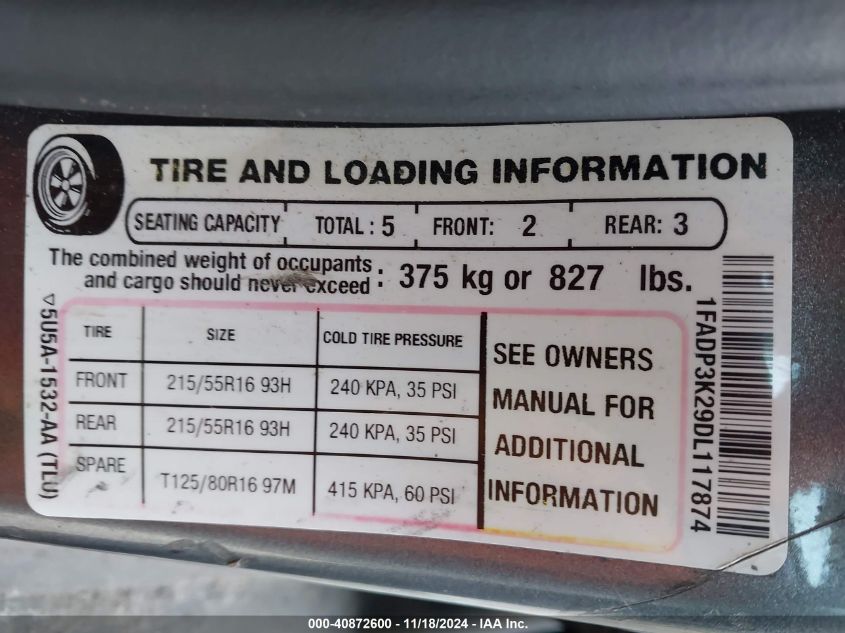 TIRE AND LOADING INFORMATION
SEATING CAPACITY TOTAL : 5 FRONT: 2 REAR: 3
The combined weight of occupants
and cargo should never exceed : 375 kg or 827 lbs.
TIRE SIZE COLD TIRE PRESSURE
FRONT 215/55R16 93H 240 KPA, 35 PSI
REAR 215/55R16 93H 240 KPA, 35 PSI
SPARE T125/80R16 97M 415 KPA, 60 PSI
SEE OWNERS
MANUAL FOR
ADDITIONAL
INFORMATION
5U5A-1532-AA (TLU)
1FADP3K29DL117874
000-40872600 - 11/18/2024 - IAA Inc.